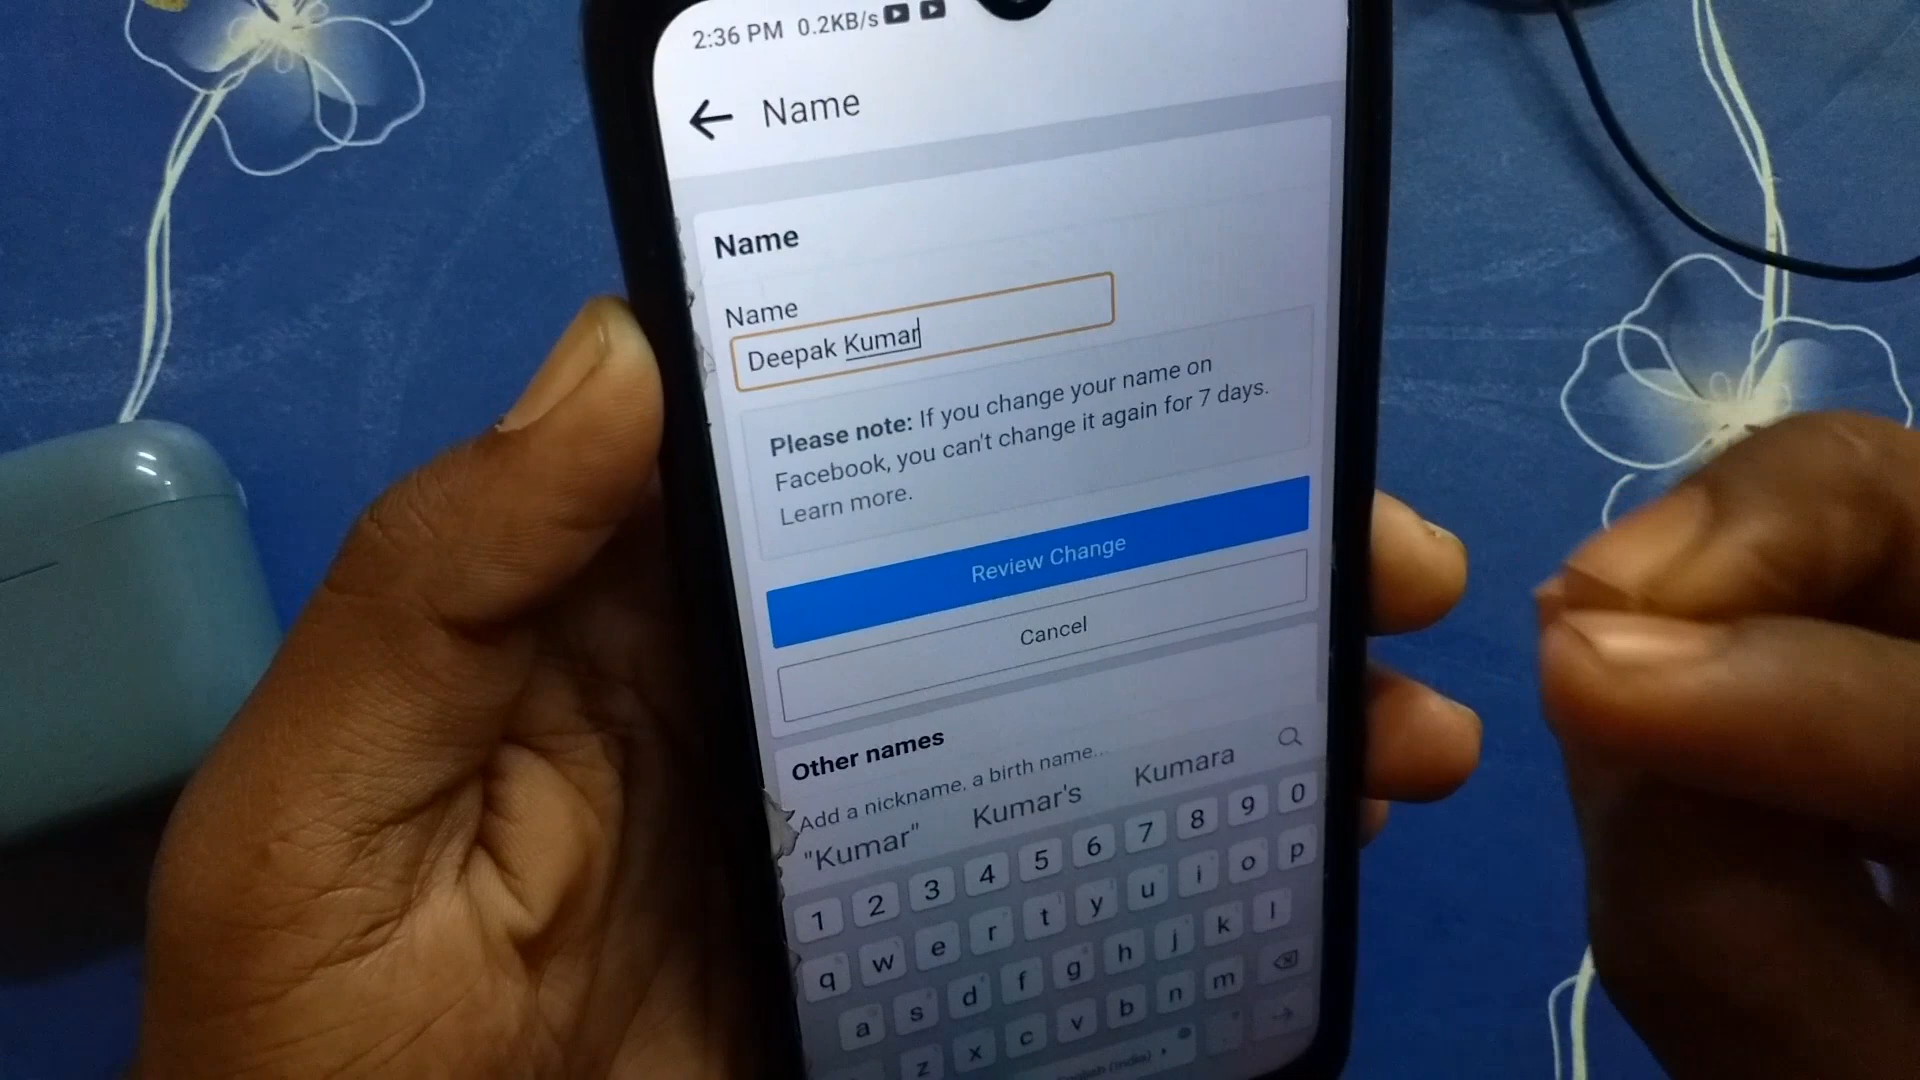 2:36 PM 0.2KB/s
Name
Name
Name
Deepak Kumar
Please note: If you change your name on
Facebook, you can't change it again for 7 days.
Learn more.
Review Change
Cancel
Other names
Add a nickname, a birth name...
"Kumar" Kumar's Kumara
1 2 3 4 5 6 7 8 9 0
q w e r t y u i o p
a s d f g h j k l
z x c v b n m
English (India)